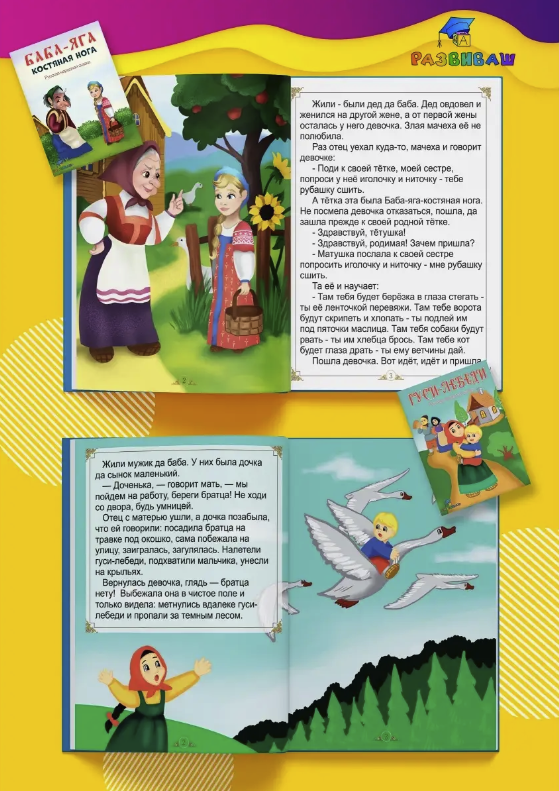 БАБА-ЯГА
КОСТЯНАЯ НОГА
Русская народная сказка
РАЗВИВАШ
Жили - были дед да баба. Дед овдовел и
женился на другой жене, а от первой жены
осталась у него девочка. Злая мачеха её не
полюбила.
Раз отец уехал куда-то, мачеха и говорит
девочке:
- Поди к своей тётке, моей сестре,
попроси у неё иголочку и ниточку - тебе
рубашку сшить.
А тётка эта была Баба-яга-костяная нога.
Не посмела девочка отказаться, пошла, да
зашла прежде к своей родной тётке.
- Здравствуй, тётушка!
- Здравствуй, родимая! Зачем пришла?
- Матушка послала к своей сестре
попросить иголочку и ниточку - мне рубашку
сшить.
Та её и научает:
- Там тебя будет берёзка в глаза стегать -
ты её ленточкой перевяжи. Там тебе ворота
будут скрипеть и хлопать - ты подлей им
под пяточки маслица. Там тебя собаки будут
рвать - ты им хлебца брось. Там тебе кот
будет глаза драть - ты ему ветчины дай.
Пошла девочка. Вот идёт, идёт и пришла
2
3
ГУСИ-ЛЕБЕДИ
Жили мужик да баба. У них была дочка
да сынок маленький.
— Доченька, — говорит мать, — мы
пойдем на работу, береги братца! Не ходи
со двора, будь умницей.
Отец с матерью ушли, а дочка позабыла,
что ей говорили: посадила братца на
травке под окошко, сама побежала на
улицу, заигралась, загулялась. Налетели
гуси-лебеди, подхватили мальчика, унесли
на крыльях.
Вернулась девочка, глядь — братца
нету! Выбежала она в чистое поле и
только видела: метнулись вдалеке гуси-
лебеди и пропали за темным лесом.
2
3